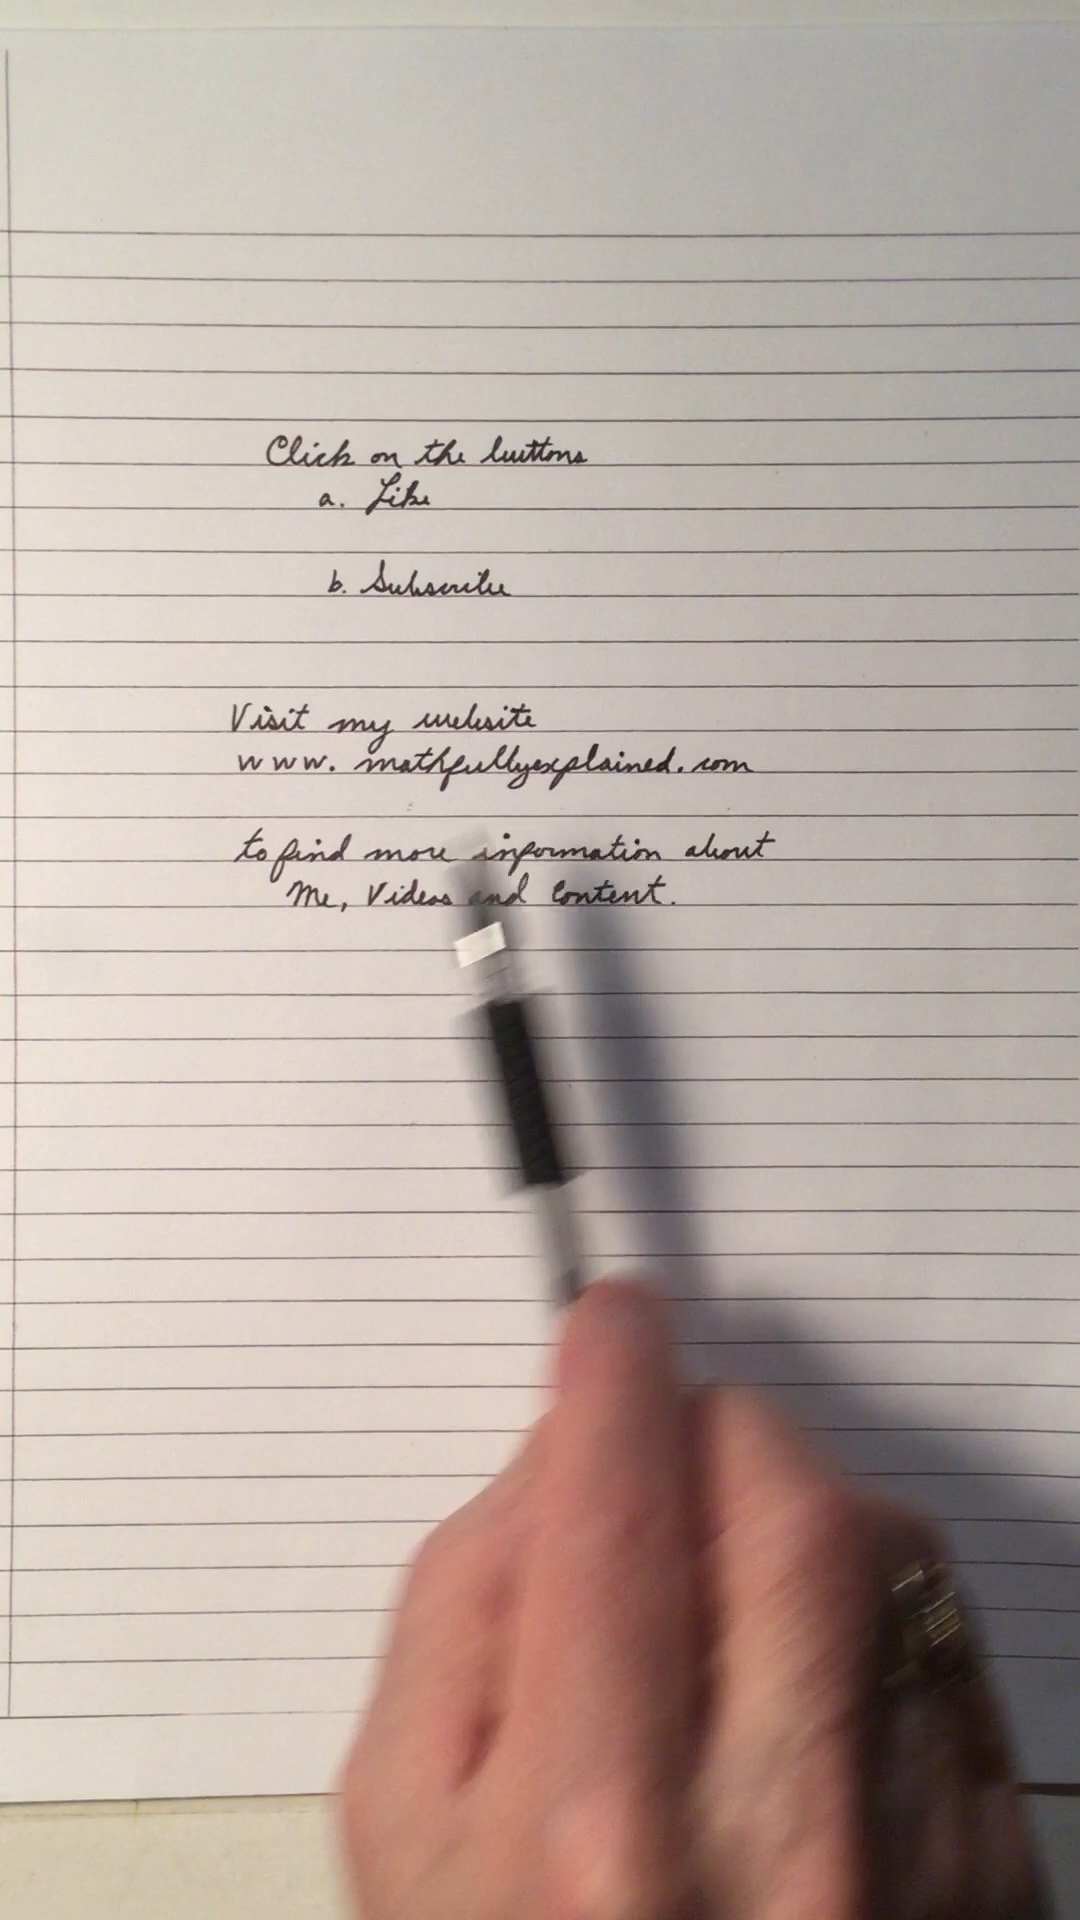 Click on the buttons
a. Like
b. Subscribe
Visit my website
www.mathfullyexplained.com
to find more information about
Me, Videos and Content.